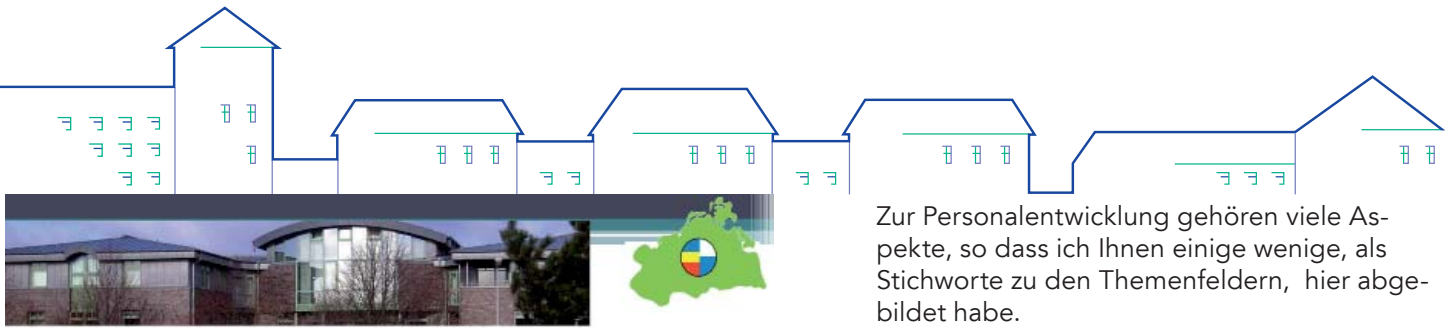 Zur Personalentwicklung gehören viele As-
pekte, so dass ich Ihnen einige wenige, als
Stichworte zu den Themenfeldern, hier abge-
bildet habe.